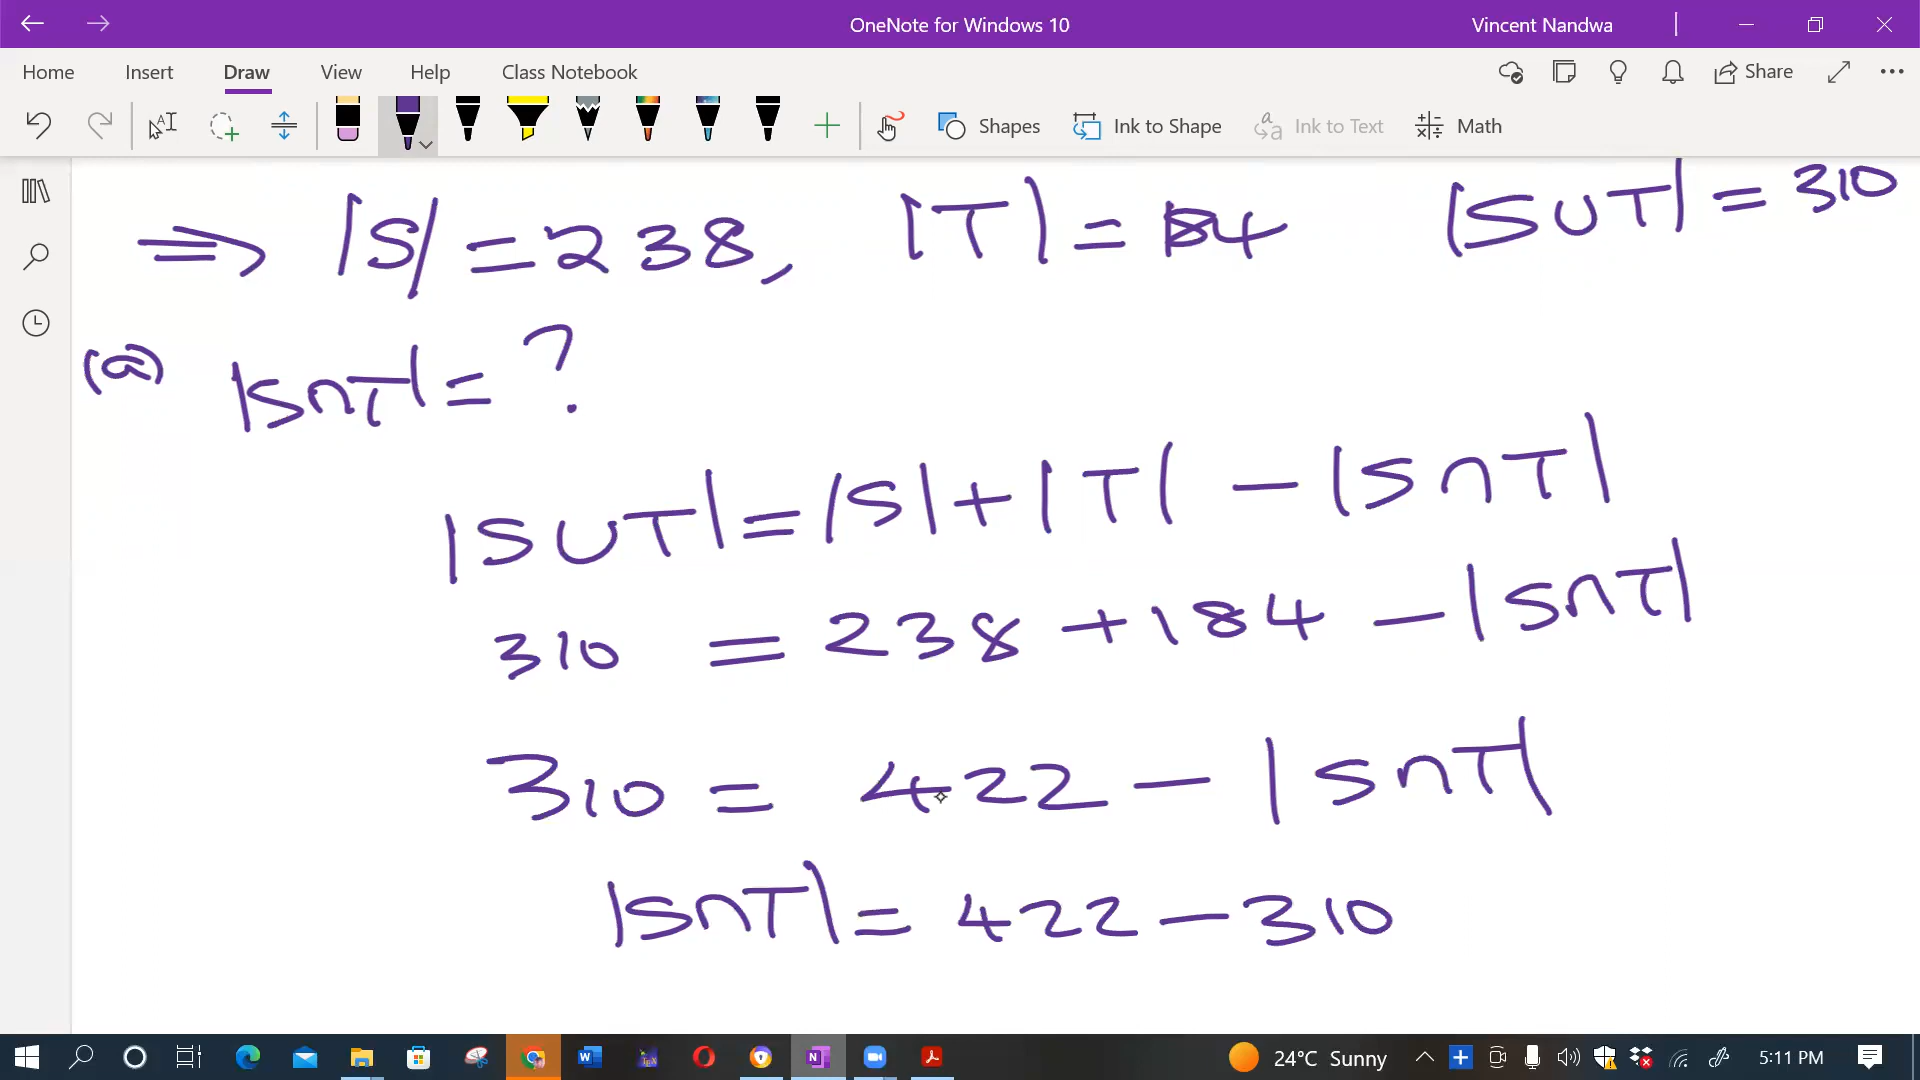 OneNote for Windows 10
Vincent Nandwa
Home Insert Draw View Help Class Notebook Share
Shapes Ink to Shape Ink to Text Math
⇒ |S| = 238, |T| = 184 |S∪T| = 310
(a) |S∩T| = ?
|S∪T| = |S| + |T| − |S∩T|
310 = 238 + 184 − |S∩T|
310 = 422 − |S∩T|
|S∩T| = 422 − 310
24°C Sunny 5:11 PM